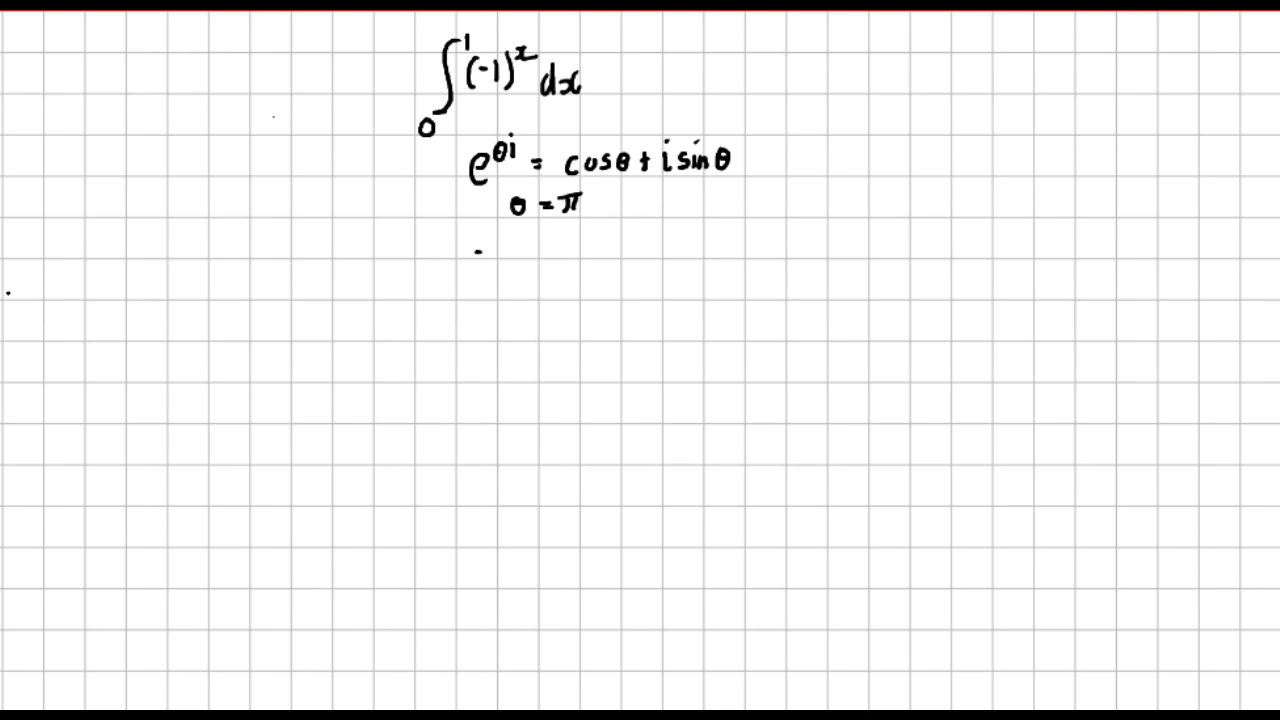 ∫₀¹ (-1)ˣ dx
e^θi = cosθ + i sinθ
θ = π